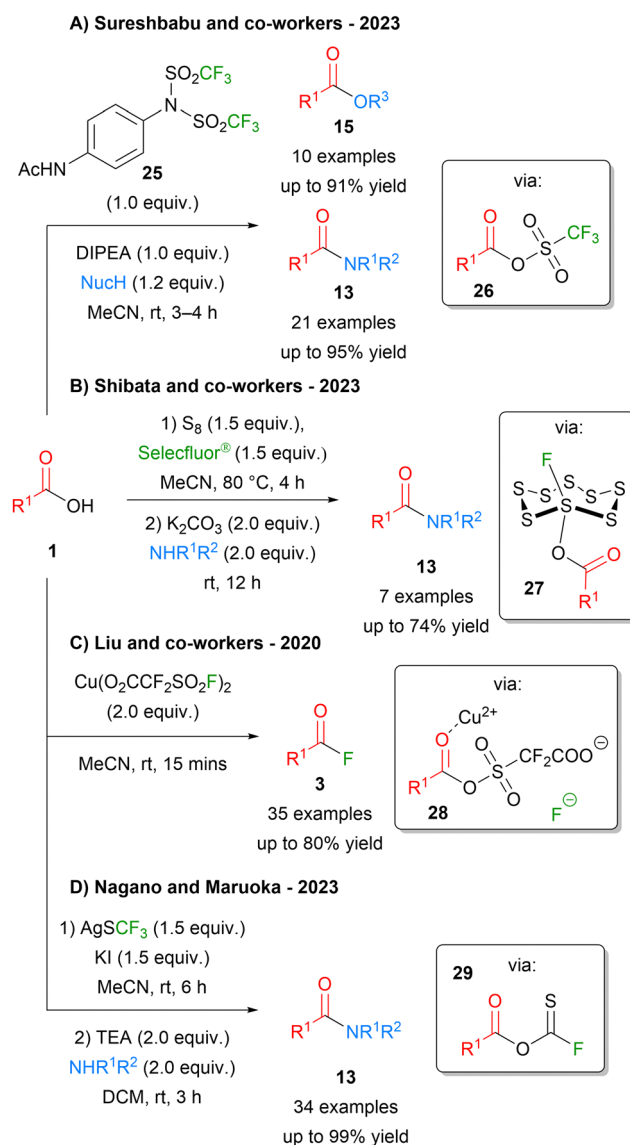 A) Sureshbabu and co-workers - 2023
SO₂CF₃
N
SO₂CF₃
AcHN
25
(1.0 equiv.)
DIPEA (1.0 equiv.)
NucH (1.2 equiv.)
MeCN, rt, 3–4 h
O
R¹ OR³
15
10 examples
up to 91% yield
O
R¹ NR¹R²
13
21 examples
up to 95% yield
via:
O O
R¹ O S CF₃
O
26
B) Shibata and co-workers - 2023
O
R¹ OH
1
1) S₈ (1.5 equiv.),
Selecfluor® (1.5 equiv.)
MeCN, 80 °C, 4 h
2) K₂CO₃ (2.0 equiv.)
NHR¹R² (2.0 equiv.)
rt, 12 h
O
R¹ NR¹R²
13
7 examples
up to 74% yield
via:
F
S S S S S
S S S
O O
27 R¹
C) Liu and co-workers - 2020
Cu(O₂CCF₂SO₂F)₂
(2.0 equiv.)
MeCN, rt, 15 mins
O
R¹ F
3
35 examples
up to 80% yield
via:
Cu²⁺
O O
R¹ O S CF₂COO⊖
O
28 F⊖
D) Nagano and Maruoka - 2023
1) AgSCF₃ (1.5 equiv.)
KI (1.5 equiv.)
MeCN, rt, 6 h
2) TEA (2.0 equiv.)
NHR¹R² (2.0 equiv.)
DCM, rt, 3 h
O
R¹ NR¹R²
13
34 examples
up to 99% yield
29 via:
O S
R¹ O F